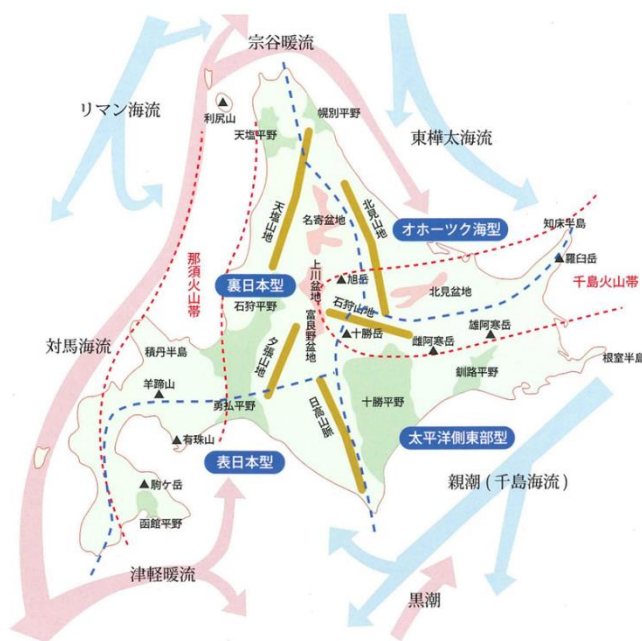 宗谷暖流
リマン海流
利尻山
幌別平野
天塩平野
東樺太海流
天塩山地
名寄盆地
北見山地
オホーツク海型
知床半島
羅臼岳
那須火山帯
裏日本型
上川盆地
旭岳
北見盆地
千島火山帯
石狩平野
石狩山地
富良野盆地
十勝岳
雌阿寒岳
雄阿寒岳
対馬海流
積丹半島
夕張山地
根室半島
羊蹄山
釧路平野
勇払平野
日高山脈
十勝平野
有珠山
表日本型
太平洋側東部型
駒ケ岳
親潮(千島海流)
函館平野
津軽暖流
黒潮